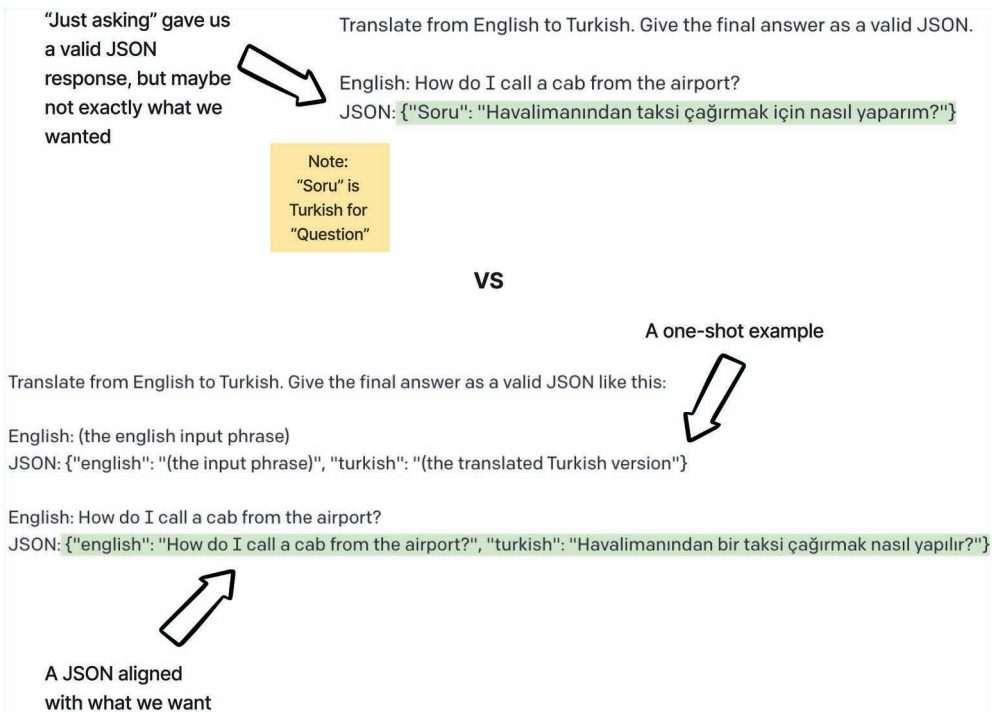 “Just asking” gave us
a valid JSON
response, but maybe
not exactly what we
wanted
Translate from English to Turkish. Give the final answer as a valid JSON.
English: How do I call a cab from the airport?
JSON: {"Soru": "Havalimanından taksi çağırmak için nasıl yaparım?"}
Note:
“Soru” is
Turkish for
“Question”
vs
A one-shot example
Translate from English to Turkish. Give the final answer as a valid JSON like this:
English: (the english input phrase)
JSON: {"english": "(the input phrase)", "turkish": "(the translated Turkish version"}
English: How do I call a cab from the airport?
JSON: {"english": "How do I call a cab from the airport?", "turkish": "Havalimanından bir taksi çağırmak nasıl yapılır?"}
A JSON aligned
with what we want